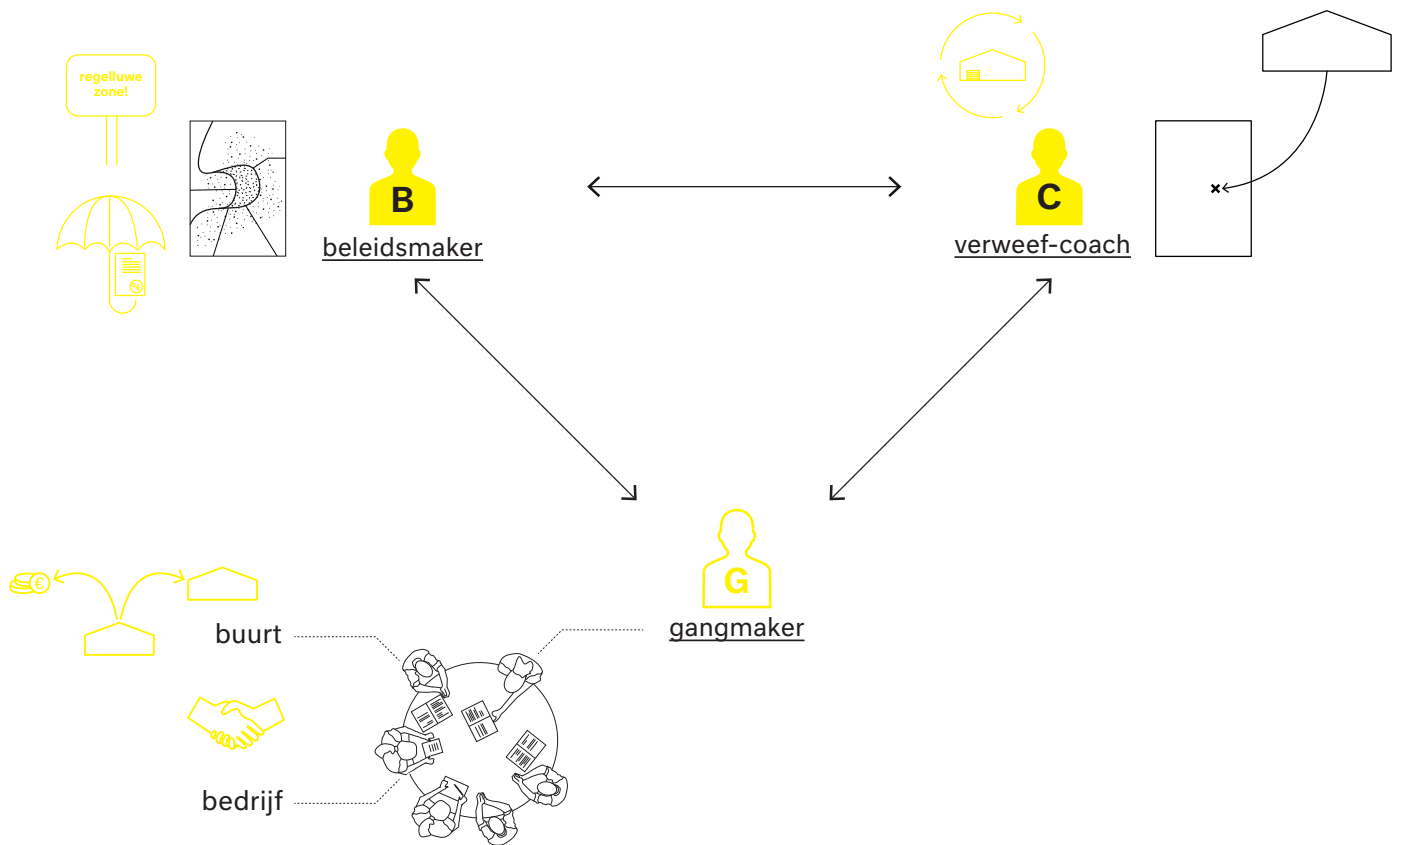 regelluwe
zone!
B
beleidsmaker
C
verweef-coach
G
gangmaker
€
buurt
bedrijf